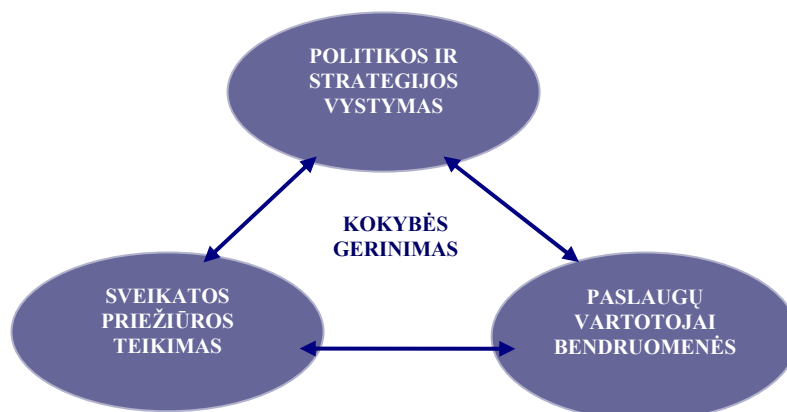 POLITIKOS IR
STRATEGIJOS
VYSTYMAS
KOKYBĖS
GERINIMAS
SVEIKATOS
PRIEŽIŪROS
TEIKIMAS
PASLAUGŲ
VARTOTOJAI
BENDRUOMENĖS